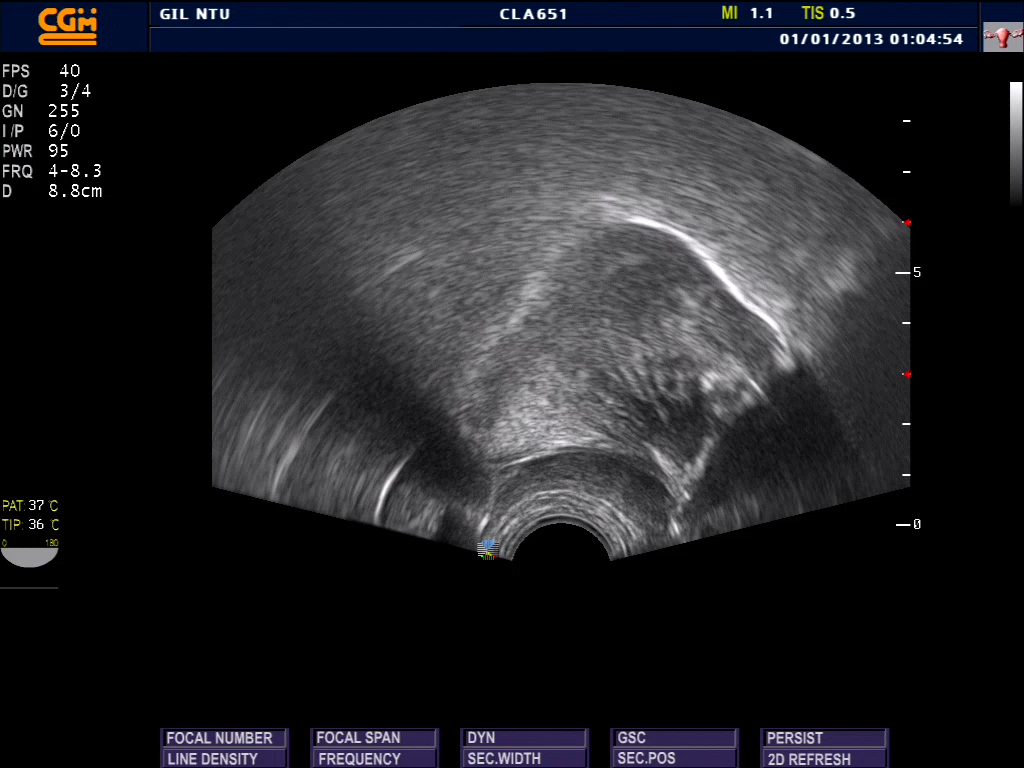 CGM
GIL NTU CLA651 MI 1.1 TIS 0.5
01/01/2013 01:04:54
FPS 40
D/G 3/4
GN 255
I/P 6/0
PWR 95
FRQ 4-8.3
D 8.8cm
5
PAT: 37 °C
TIP: 36 °C
0 180
0
FOCAL NUMBER FOCAL SPAN DYN GSC PERSIST
LINE DENSITY FREQUENCY SEC.WIDTH SEC.POS 2D REFRESH